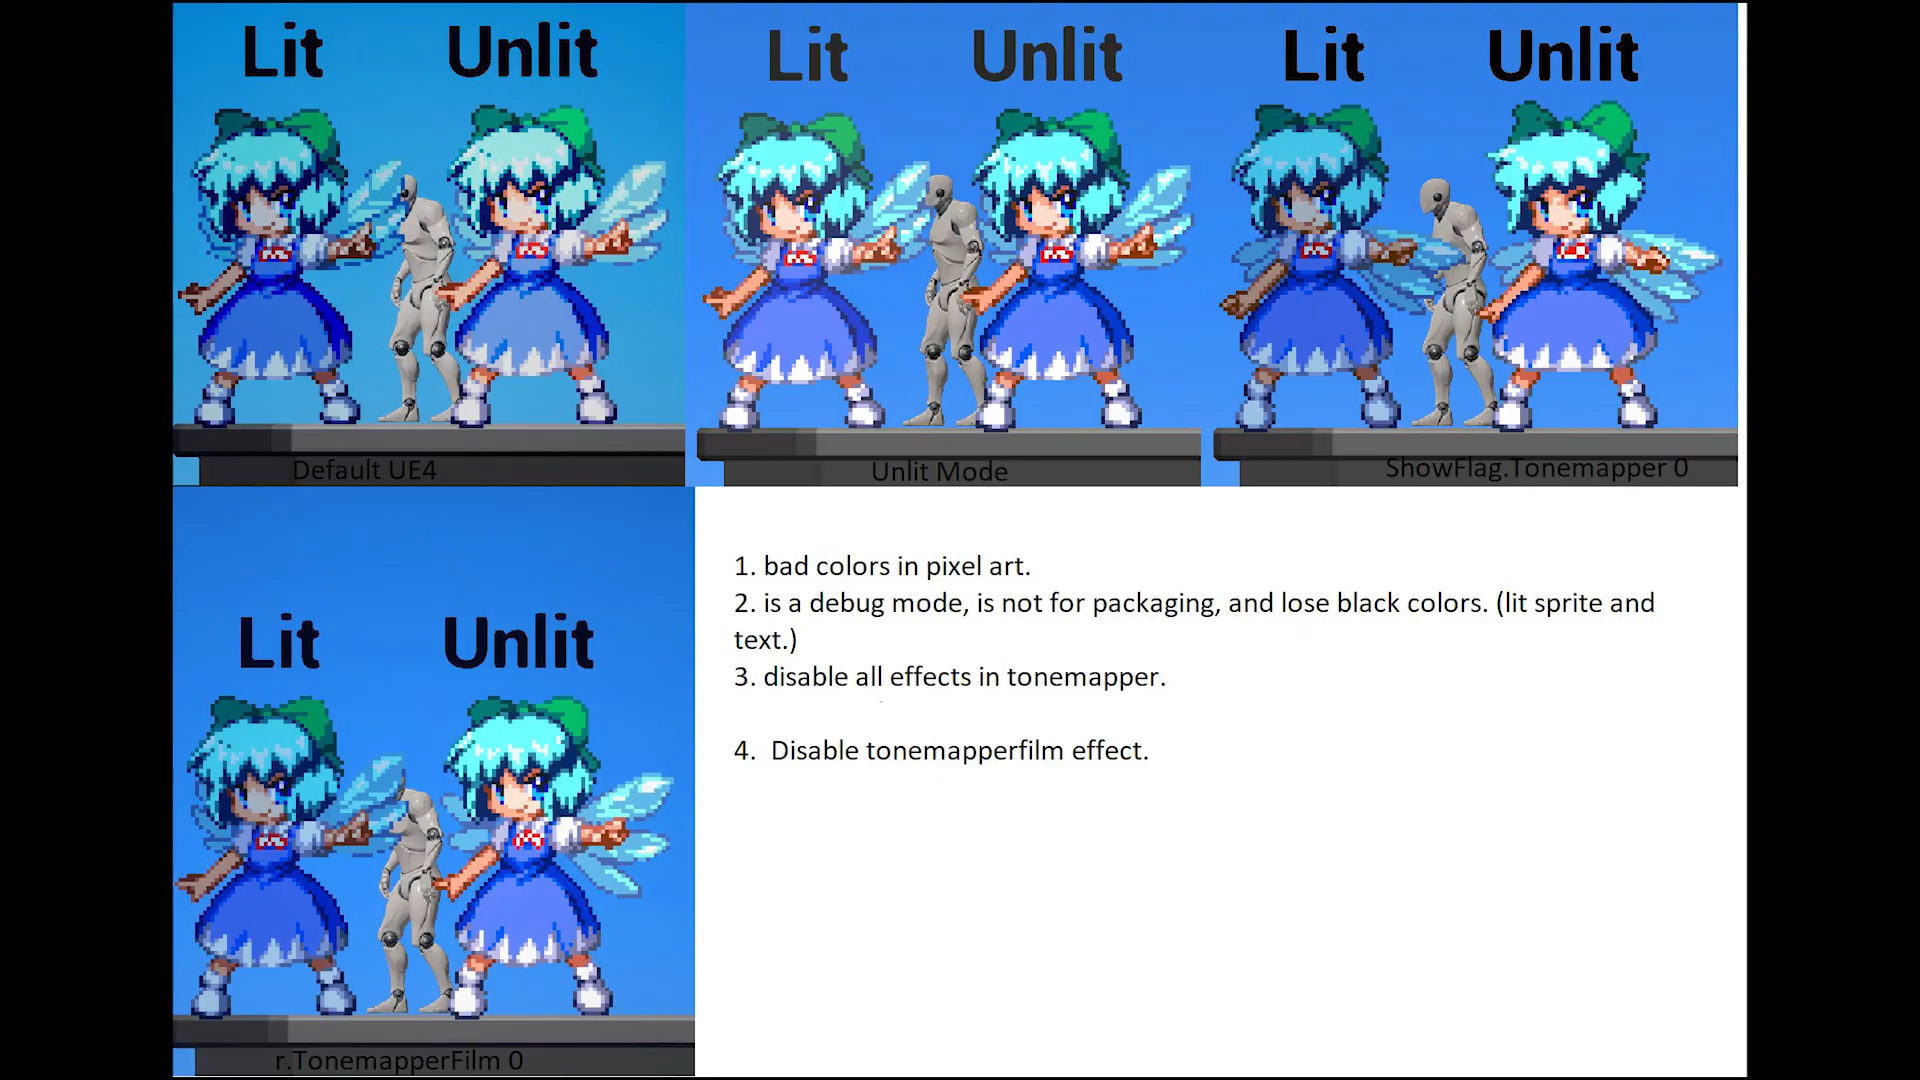 Lit Unlit
Lit Unlit
Lit Unlit
Default UE4
Unlit Mode
ShowFlag.Tonemapper 0
Lit Unlit
r.TonemapperFilm 0
1. bad colors in pixel art.
2. is a debug mode, is not for packaging, and lose black colors. (lit sprite and
text.)
3. disable all effects in tonemapper.
4. Disable tonemapperfilm effect.